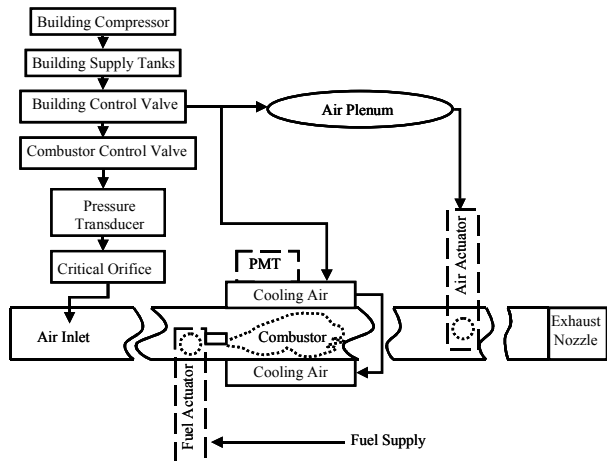 Building Compressor
Building Supply Tanks
Building Control Valve
Air Plenum
Combustor Control Valve
Pressure
Transducer
Critical Orifice
PMT
Air Actuator
Cooling Air
Air Inlet
Combustor
Exhaust
Nozzle
Cooling Air
Fuel Actuator
Fuel Supply